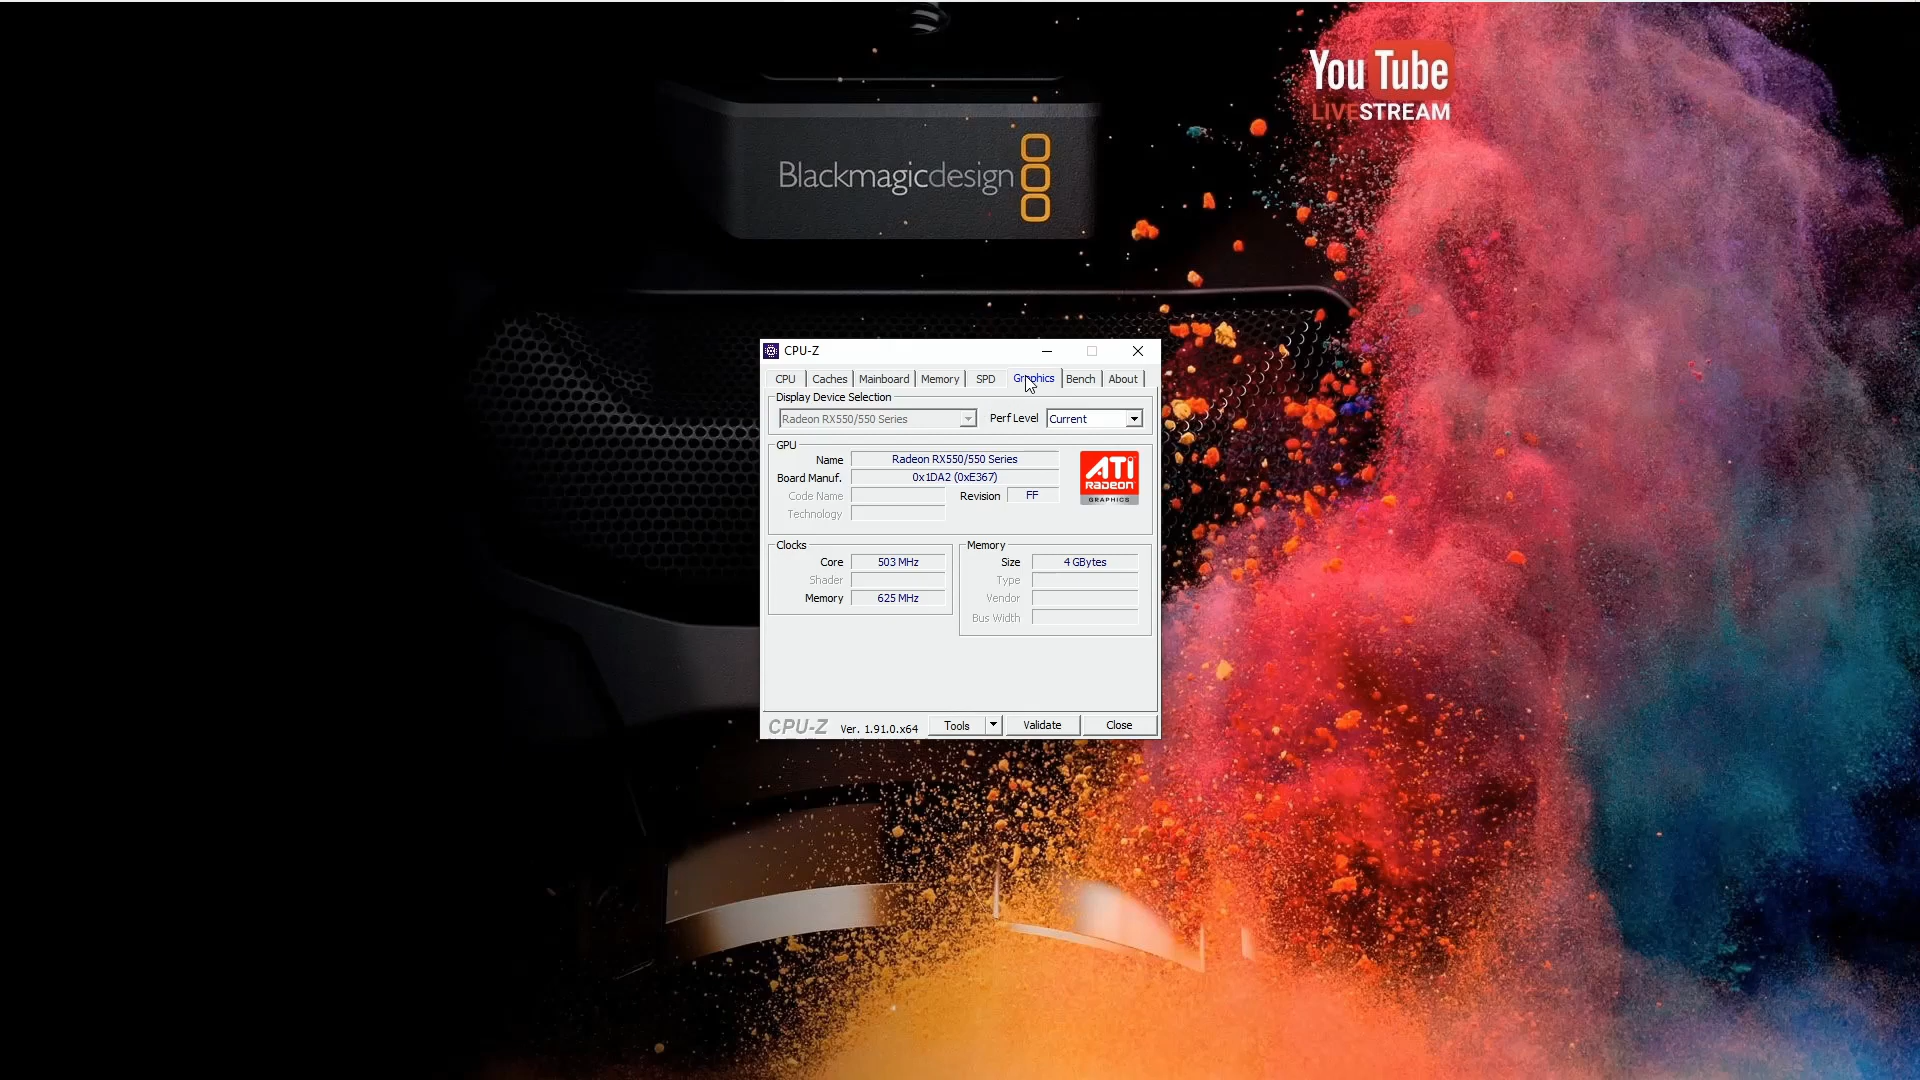 You Tube
LIVESTREAM
Blackmagicdesign
CPU-Z
CPU Caches Mainboard Memory SPD Graphics Bench About
Display Device Selection
Radeon RX550/550 Series Perf Level Current
GPU
Name Radeon RX550/550 Series
Board Manuf. 0x1DA2 (0xE367)
Code Name Revision FF
Technology
ATI
RADEON
GRAPHICS
Clocks
Core 503 MHz
Shader
Memory 625 MHz
Memory
Size 4 GBytes
Type
Vendor
Bus Width
CPU-Z Ver. 1.91.0.x64 Tools Validate Close